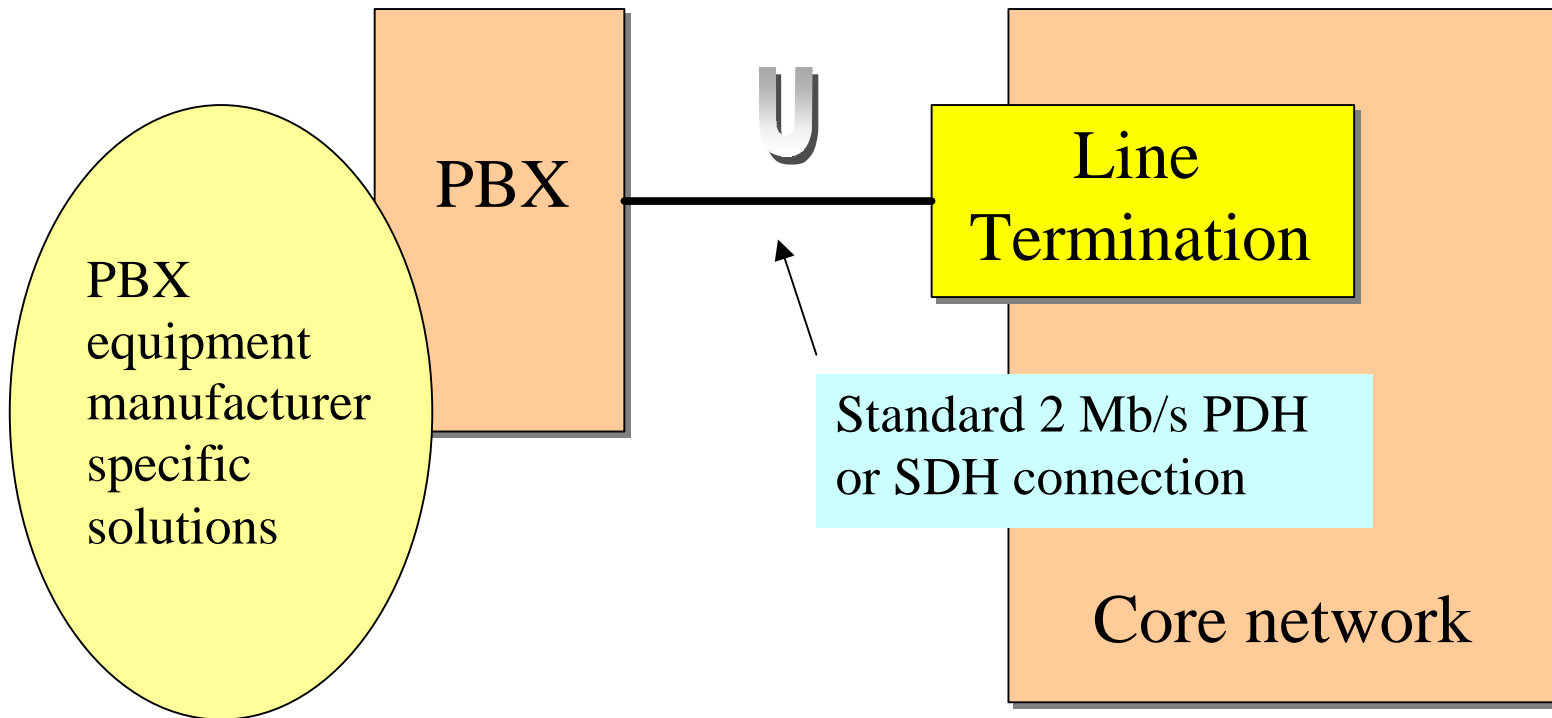 PBX
U
Line
Termination
PBX
equipment
manufacturer
specific
solutions
Standard 2 Mb/s PDH
or SDH connection
Core network